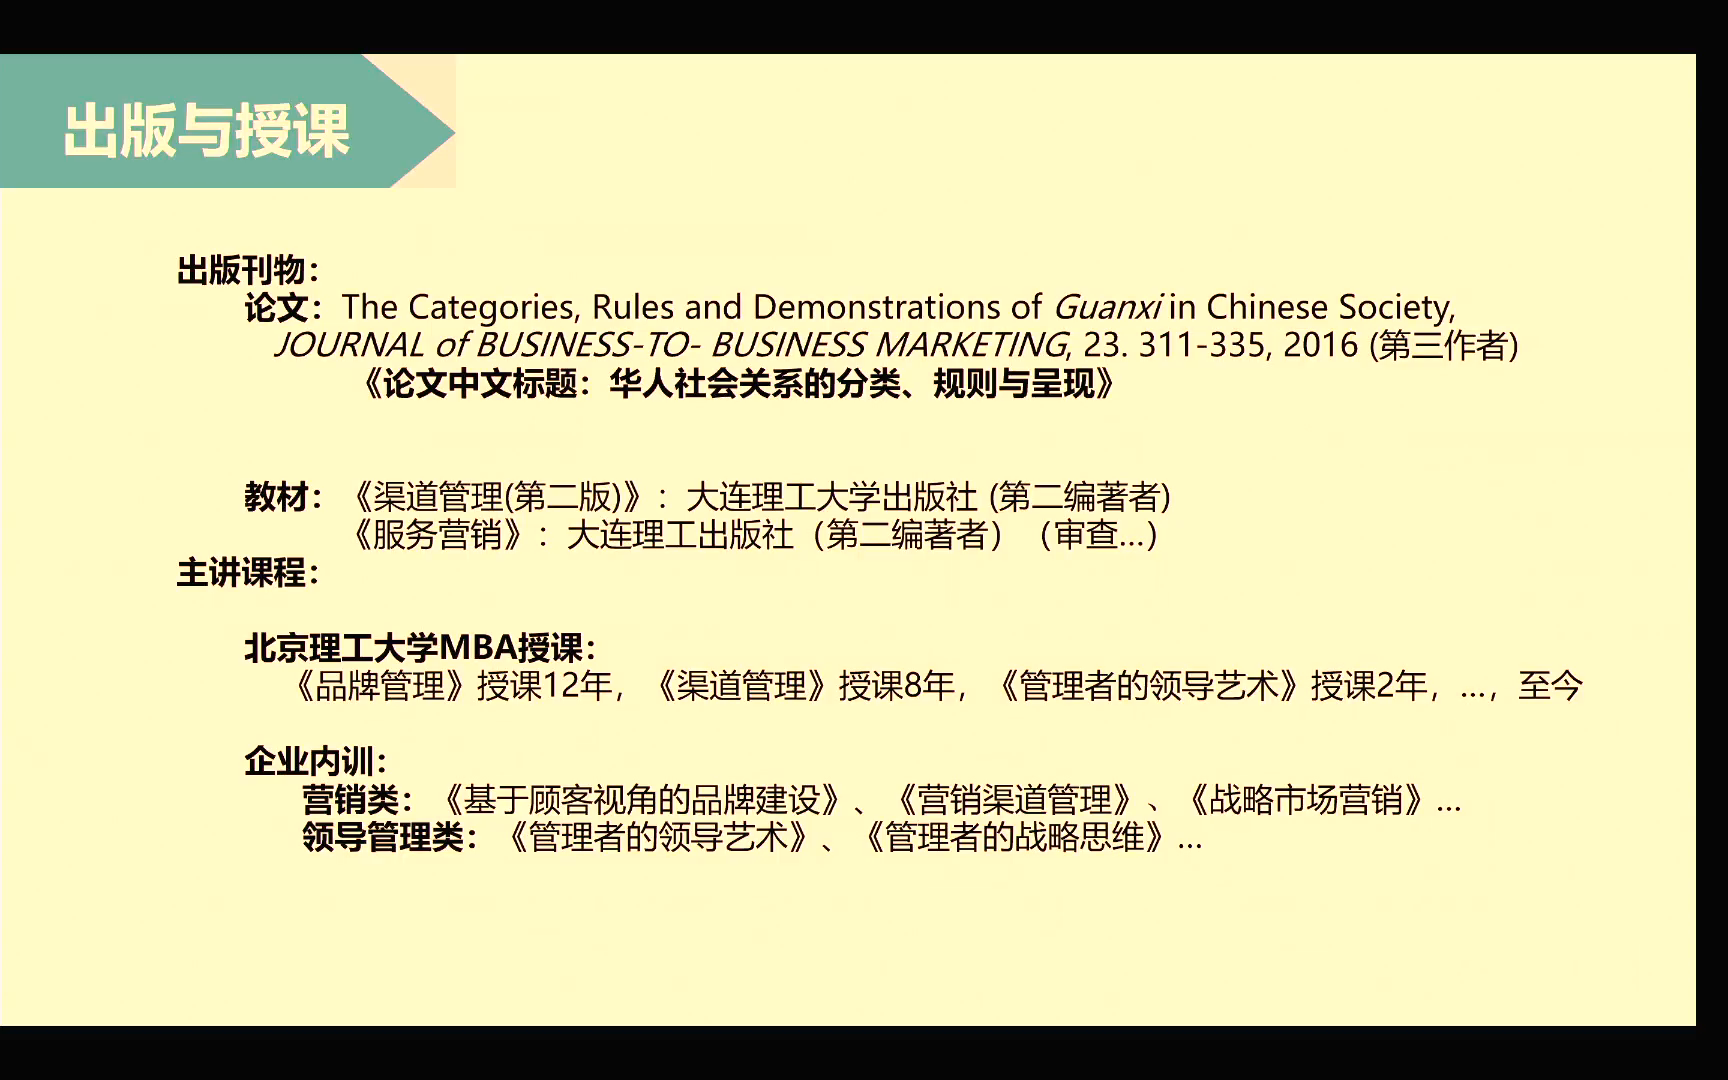 出版与授课
出版刊物：
论文：The Categories, Rules and Demonstrations of Guanxi in Chinese Society,
JOURNAL of BUSINESS-TO- BUSINESS MARKETING, 23. 311-335, 2016 (第三作者)
《论文中文标题：华人社会关系的分类、规则与呈现》
教材：《渠道管理(第二版)》：大连理工大学出版社 (第二编著者)
《服务营销》：大连理工出版社（第二编著者）（审查...）
主讲课程：
北京理工大学MBA授课：
《品牌管理》授课12年，《渠道管理》授课8年，《管理者的领导艺术》授课2年，...，至今
企业内训：
营销类：《基于顾客视角的品牌建设》、《营销渠道管理》、《战略市场营销》...
领导管理类：《管理者的领导艺术》、《管理者的战略思维》...